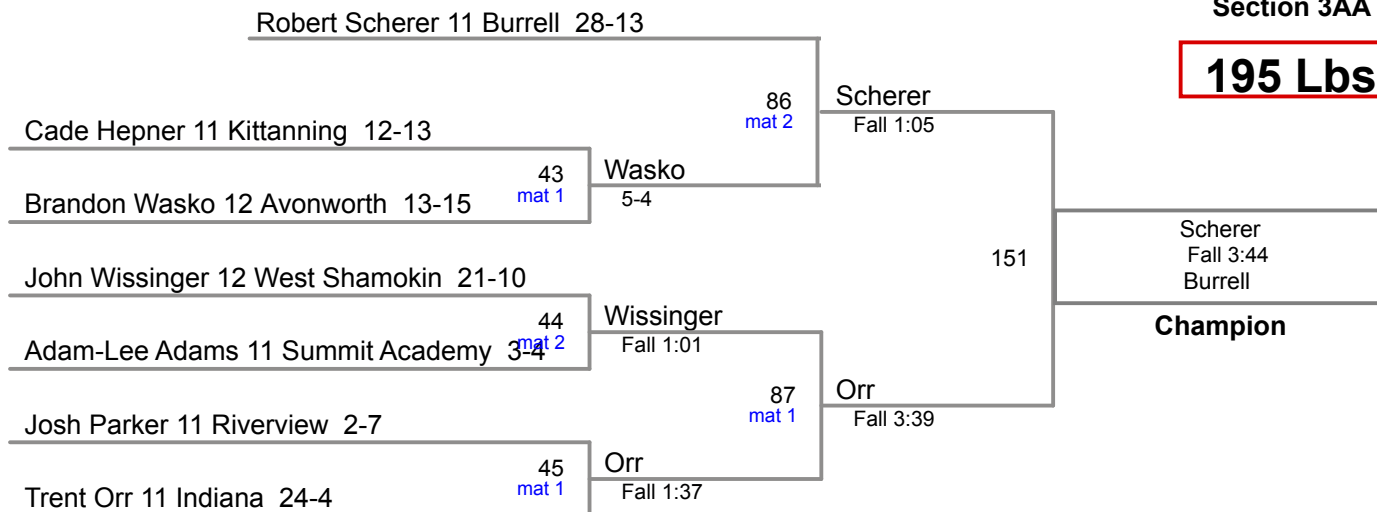 Section 3AA
195 Lbs
Robert Scherer 11 Burrell 28-13
86
mat 2
Scherer
Fall 1:05
Cade Hepner 11 Kittanning 12-13
43
mat 1
Wasko
5-4
Brandon Wasko 12 Avonworth 13-15
151
Scherer
Fall 3:44
Burrell
Champion
John Wissinger 12 West Shamokin 21-10
44
mat 2
Wissinger
Fall 1:01
Adam-Lee Adams 11 Summit Academy 3-4
87
mat 1
Orr
Fall 3:39
Josh Parker 11 Riverview 2-7
45
mat 1
Orr
Fall 1:37
Trent Orr 11 Indiana 24-4